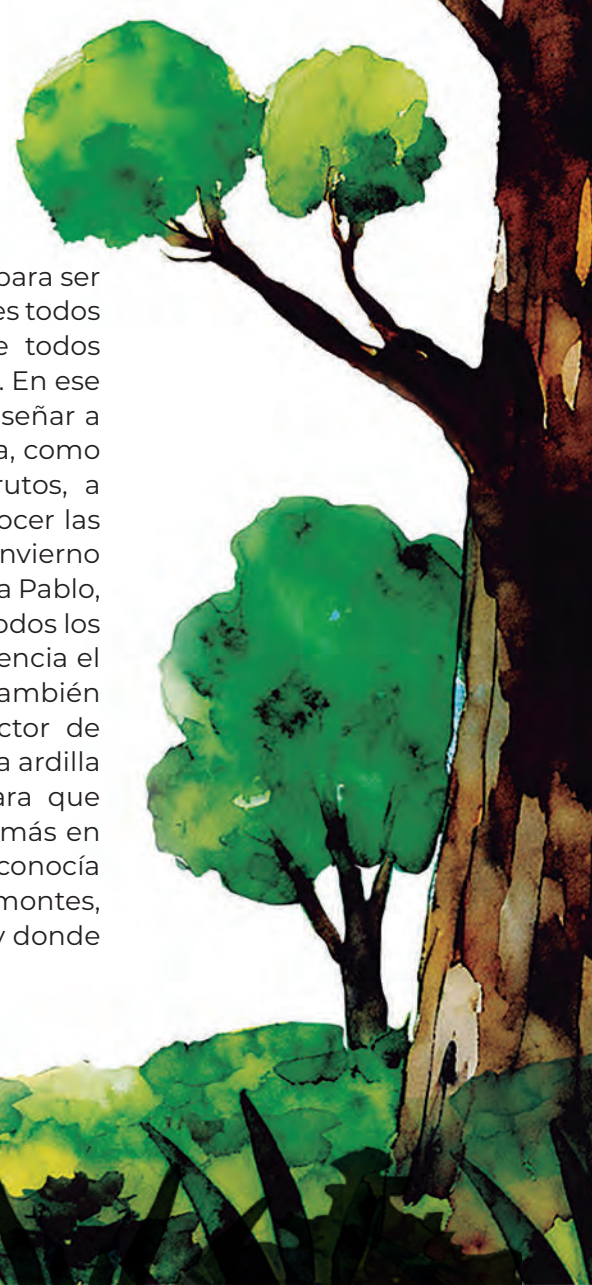 para ser
es todos
e todos
. En ese
señar a
a, como
rutos, a
ocer las
nvierno
a Pablo,
odos los
encia el
ambién
ctor de
a ardilla
ara que
más en
conocía
montes,
y donde